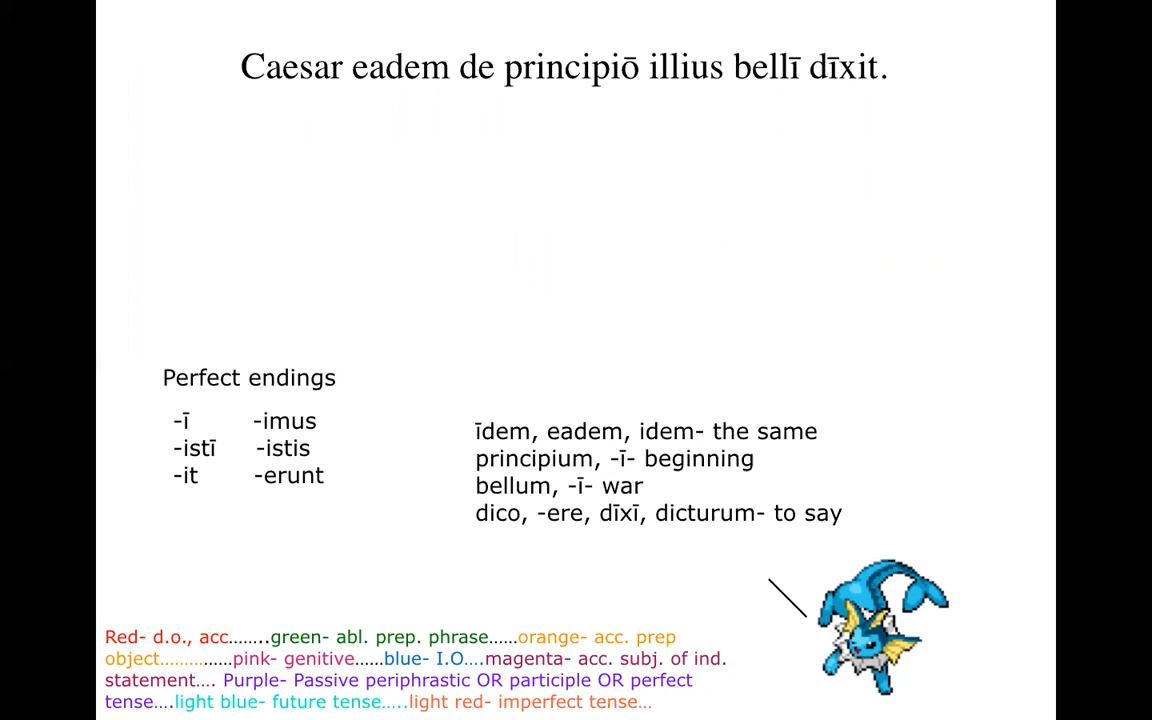 Caesar eadem de principiō illius bellī dīxit.
Perfect endings
-ī -imus
-istī -istis
-it -erunt
īdem, eadem, idem- the same
principium, -ī- beginning
bellum, -ī- war
dico, -ere, dīxī, dicturum- to say
Red- d.o., acc……..green- abl. prep. phrase……orange- acc. prep
object………......pink- genitive……blue- I.O….magenta- acc. subj. of ind.
statement…. Purple- Passive periphrastic OR participle OR perfect
tense….light blue- future tense…..light red- imperfect tense…